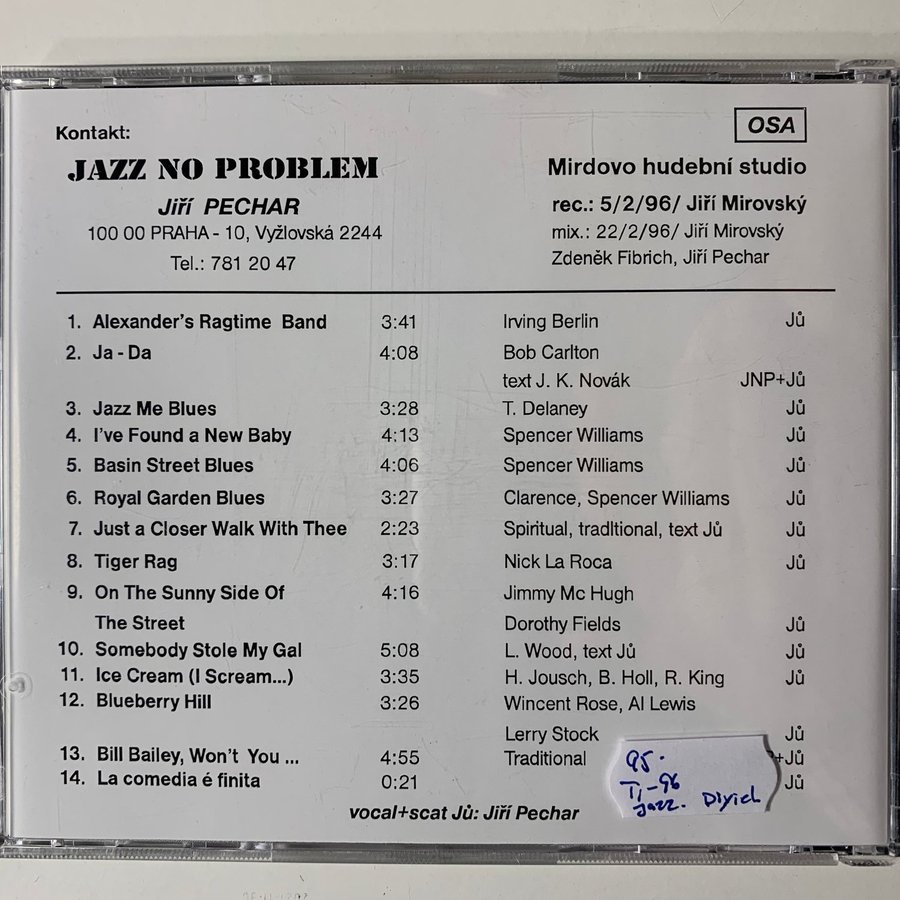 OSA
Kontakt:
JAZZ NO PROBLEM
Mirdovo hudební studio
Jiří PECHAR
rec.: 5/2/96/ Jiří Mirovský
100 00 PRAHA - 10, Vyžlovská 2244
mix.: 22/2/96/ Jiří Mirovský
Tel.: 781 20 47
Zdeněk Fibrich, Jiří Pechar
1. Alexander's Ragtime Band 3:41 Irving Berlin Jů
2. Ja - Da 4:08 Bob Carlton
text J. K. Novák JNP+Jů
3. Jazz Me Blues 3:28 T. Delaney Jů
4. I've Found a New Baby 4:13 Spencer Williams Jů
5. Basin Street Blues 4:06 Spencer Williams Jů
6. Royal Garden Blues 3:27 Clarence, Spencer Williams Jů
7. Just a Closer Walk With Thee 2:23 Spiritual, traditional, text Jů Jů
8. Tiger Rag 3:17 Nick La Roca Jů
9. On The Sunny Side Of 4:16 Jimmy Mc Hugh
The Street Dorothy Fields Jů
10. Somebody Stole My Gal 5:08 L. Wood, text Jů Jů
11. Ice Cream (I Scream...) 3:35 H. Jousch, B. Holl, R. King Jů
12. Blueberry Hill 3:26 Wincent Rose, Al Lewis
Lerry Stock Jů
13. Bill Bailey, Won't You ... 4:55 Traditional +Jů
14. La comedia é finita 0:21 Jů
95.
96
jazz.
vocal+scat Jů: Jiří Pechar